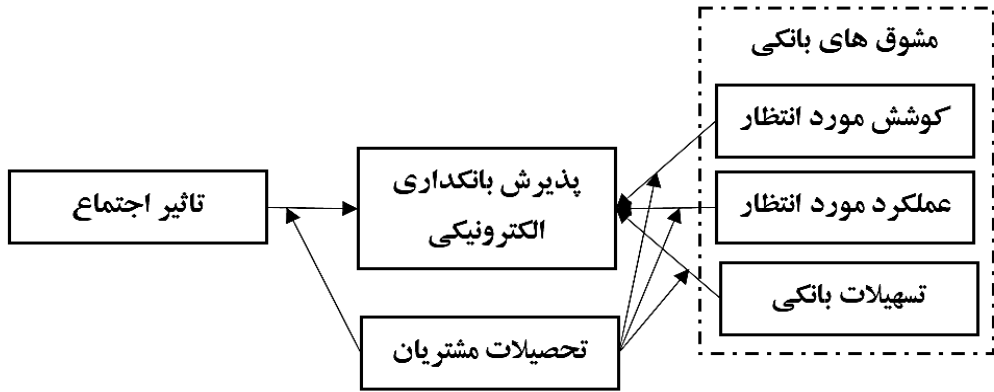 مشوق های بانکی
کوشش مورد انتظار
عملکرد مورد انتظار
تسهیلات بانکی
پذیرش بانکداری
الکترونیکی
تحصیلات مشتریان
تاثیر اجتماع